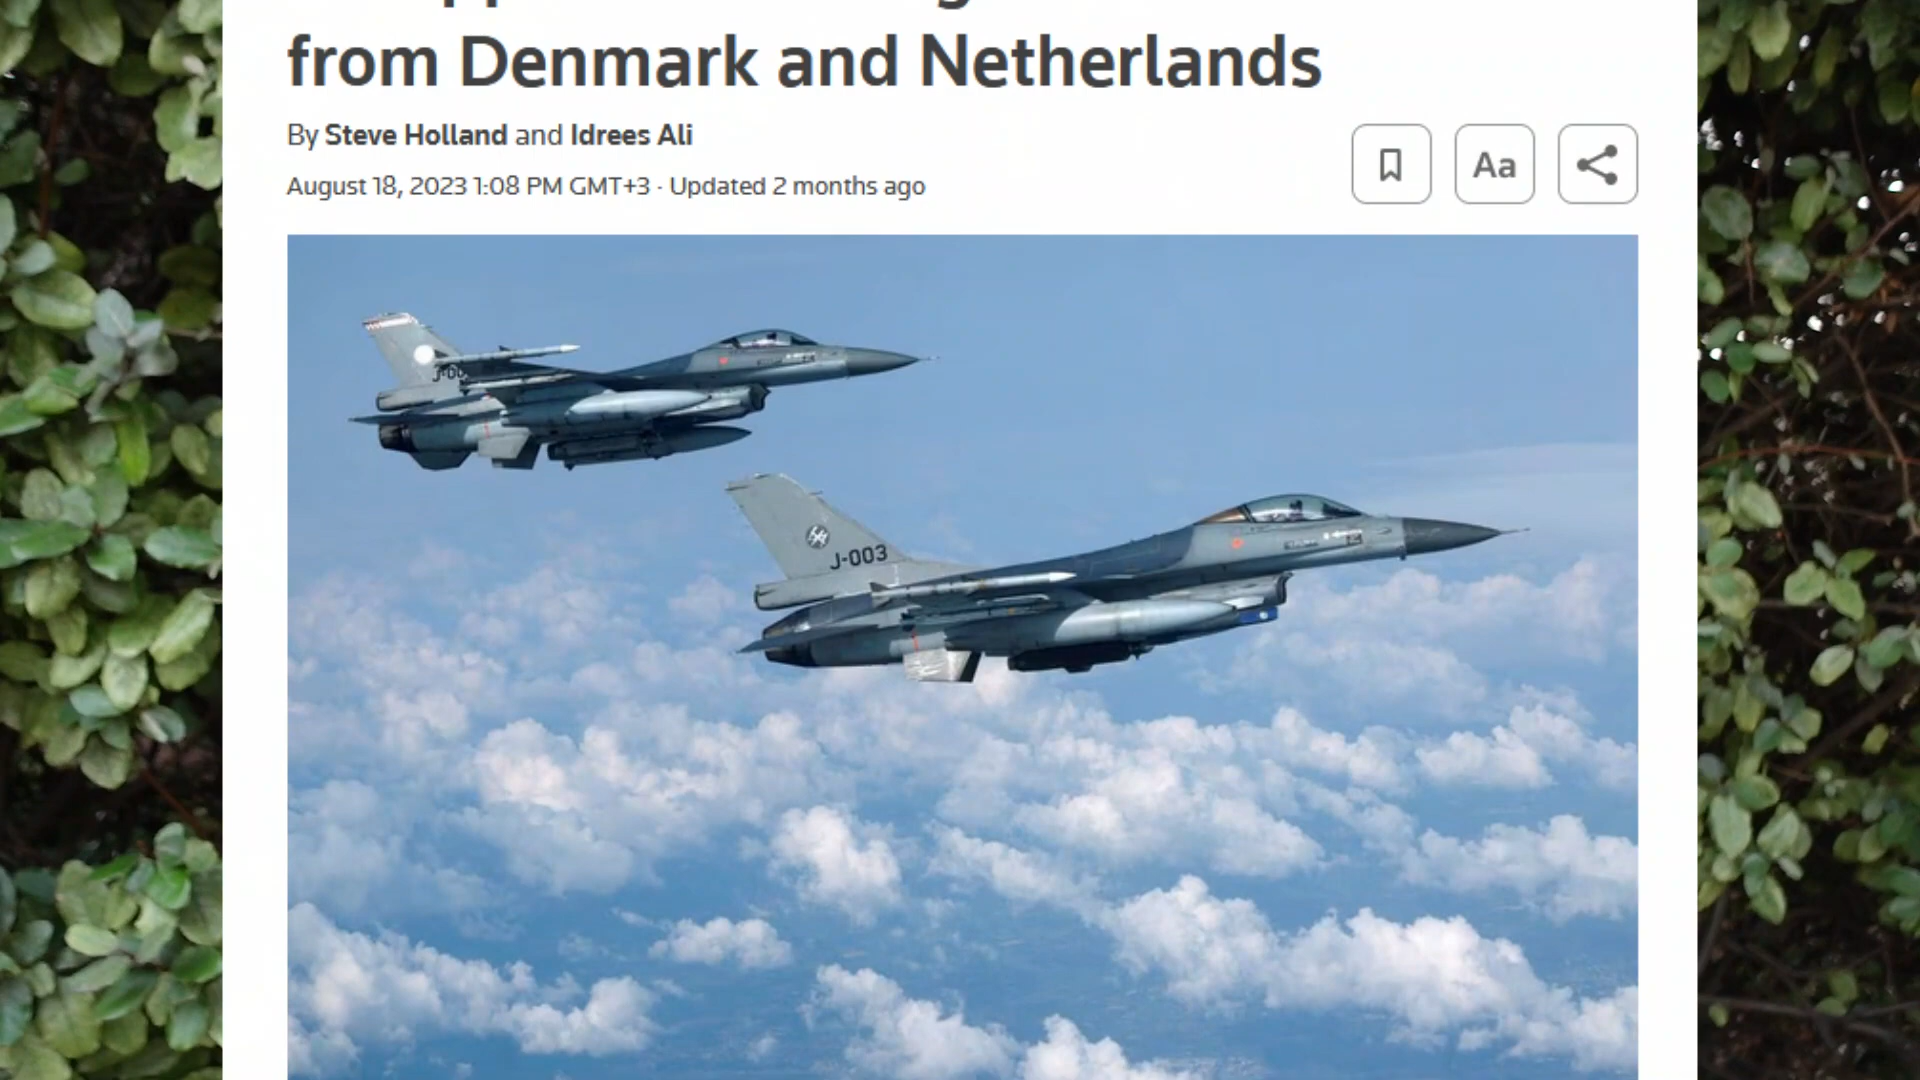 from Denmark and Netherlands
By Steve Holland and Idrees Ali
Aa
August 18, 2023 1:08 PM GMT+3 · Updated 2 months ago
J-003